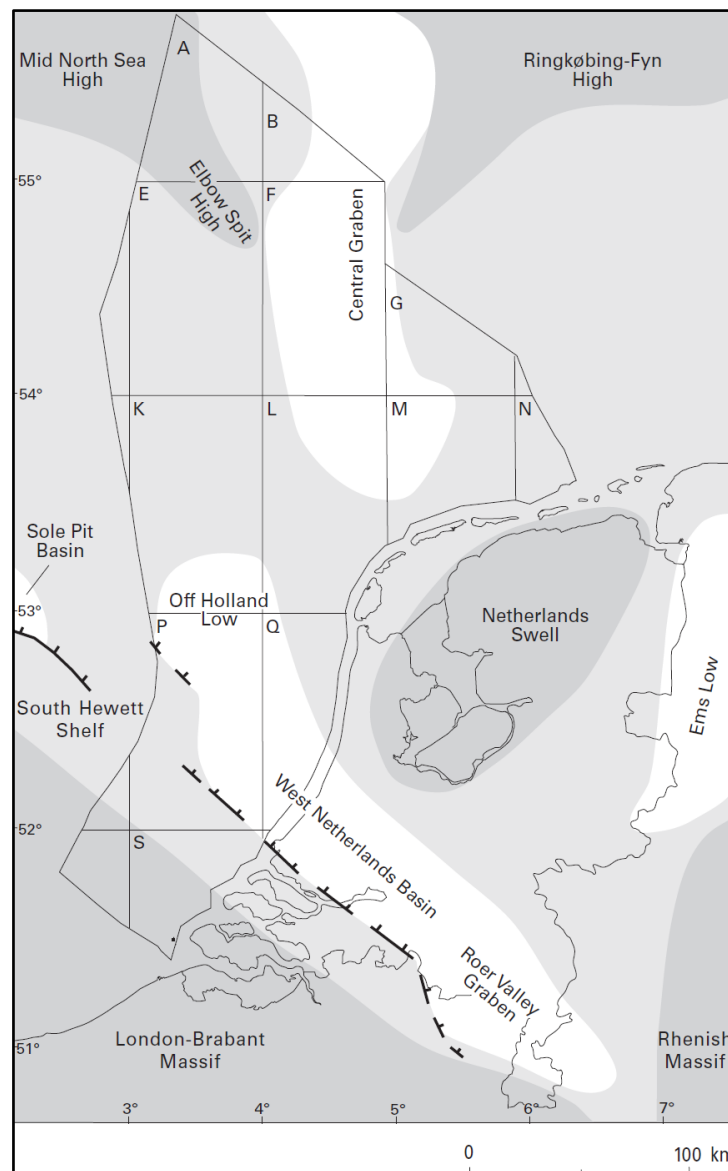 A
Mid North Sea
High
Ringkøbing-Fyn
High
B
55°
E
Elbow Spit
High
F
Central Graben
G
54°
K
L
M
N
Sole Pit
Basin
53°
Off Holland
Low
P
Q
Netherlands
Swell
Ems Low
South Hewett
Shelf
52°
S
West Netherlands Basin
Roer Valley
Graben
51°
London-Brabant
Massif
Rhenish
Massif
3°
4°
5°
6°
7°
0
100 km